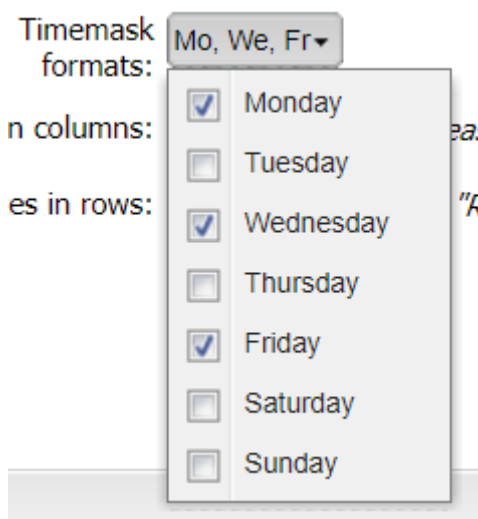 Timemask
formats:
Mo, We, Fr
n columns:
es in rows:
Monday
Tuesday
Wednesday
Thursday
Friday
Saturday
Sunday
"R